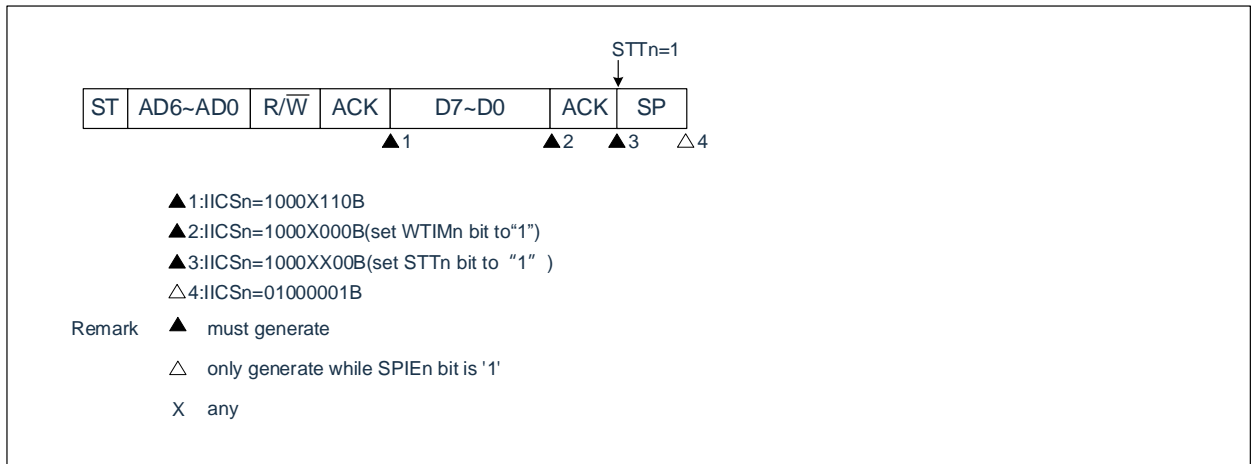 STTn=1
ST AD6~AD0 R/W ACK D7~D0 ACK SP
▲1 ▲2 ▲3 △4
▲1:IICSn=1000X110B
▲2:IICSn=1000X000B(set WTIMn bit to“1”)
▲3:IICSn=1000XX00B(set STTn bit to “1” )
△4:IICSn=01000001B
Remark ▲ must generate
△ only generate while SPIEn bit is '1'
X any